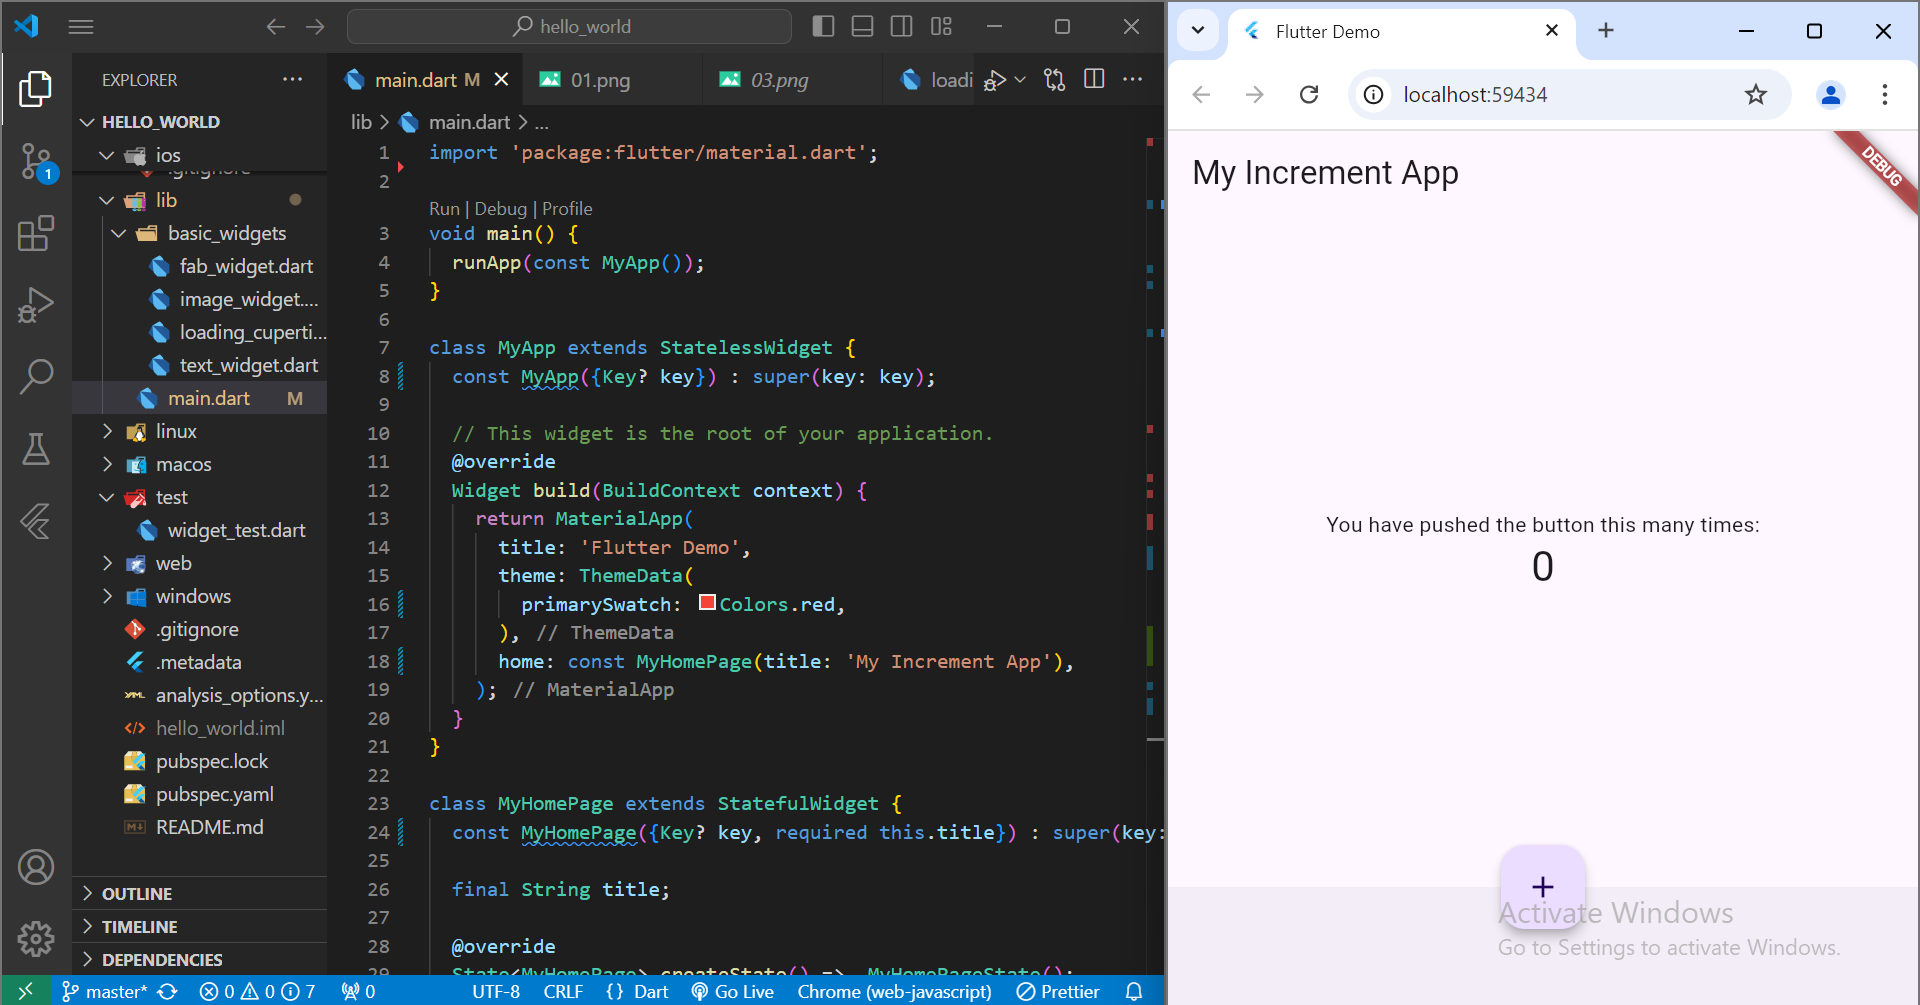 hello_world
EXPLORER
HELLO_WORLD
ios
.gitignore
lib
basic_widgets
fab_widget.dart
image_widget....
loading_cuperti...
text_widget.dart
main.dart M
linux
macos
test
widget_test.dart
web
windows
.gitignore
.metadata
analysis_options.y...
hello_world.iml
pubspec.lock
pubspec.yaml
README.md
OUTLINE
TIMELINE
DEPENDENCIES
1
main.dart M
01.png
03.png
loadi
lib > main.dart > ...
1 import 'package:flutter/material.dart';
2
Run | Debug | Profile
3 void main() {
4 runApp(const MyApp());
5 }
6
7 class MyApp extends StatelessWidget {
8 const MyApp({Key? key}) : super(key: key);
9
10 // This widget is the root of your application.
11 @override
12 Widget build(BuildContext context) {
13 return MaterialApp(
14 title: 'Flutter Demo',
15 theme: ThemeData(
16 primarySwatch: Colors.red,
17 ), // ThemeData
18 home: const MyHomePage(title: 'My Increment App'),
19 ); // MaterialApp
20 }
21 }
22
23 class MyHomePage extends StatefulWidget {
24 const MyHomePage({Key? key, required this.title}) : super(key:
25
26 final String title;
27
28 @override
29 State<MyHomePage> createState() => _MyHomePageState();
master* 0 0 7 0 UTF-8 CRLF {} Dart Go Live Chrome (web-javascript) Prettier
Flutter Demo
localhost:59434
My Increment App
DEBUG
You have pushed the button this many times:
0
+
Activate Windows
Go to Settings to activate Windows.